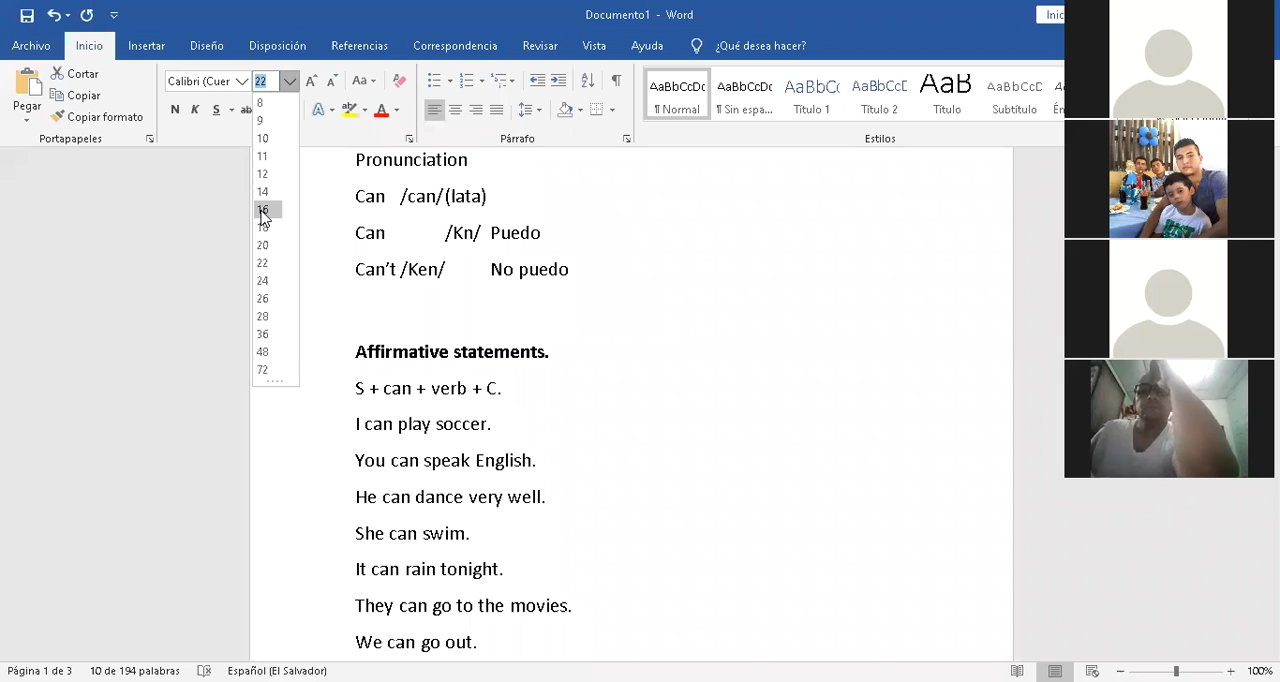 Documento1 - Word
Inic
Archivo Inicio Insertar Diseño Disposición Referencias Correspondencia Revisar Vista Ayuda ¿Qué desea hacer?
Pegar
Cortar
Copiar
Copiar formato
Portapapeles
Calibri (Cuer 22
N K S ab
8
9
10
11
12
14
16
18
20
22
24
26
28
36
48
72
Párrafo
AaBbCcDc AaBbCcDc AaBbCc AaBbCcD AaB AaBbCcD
¶ Normal ¶ Sin espa... Título 1 Título 2 Título Subtítulo
Estilos
Pronunciation
Can /can/(lata)
Can /Kn/ Puedo
Can’t /Ken/ No puedo
Affirmative statements.
S + can + verb + C.
I can play soccer.
You can speak English.
He can dance very well.
She can swim.
It can rain tonight.
They can go to the movies.
We can go out.
Página 1 de 3 10 de 194 palabras Español (El Salvador) 100%